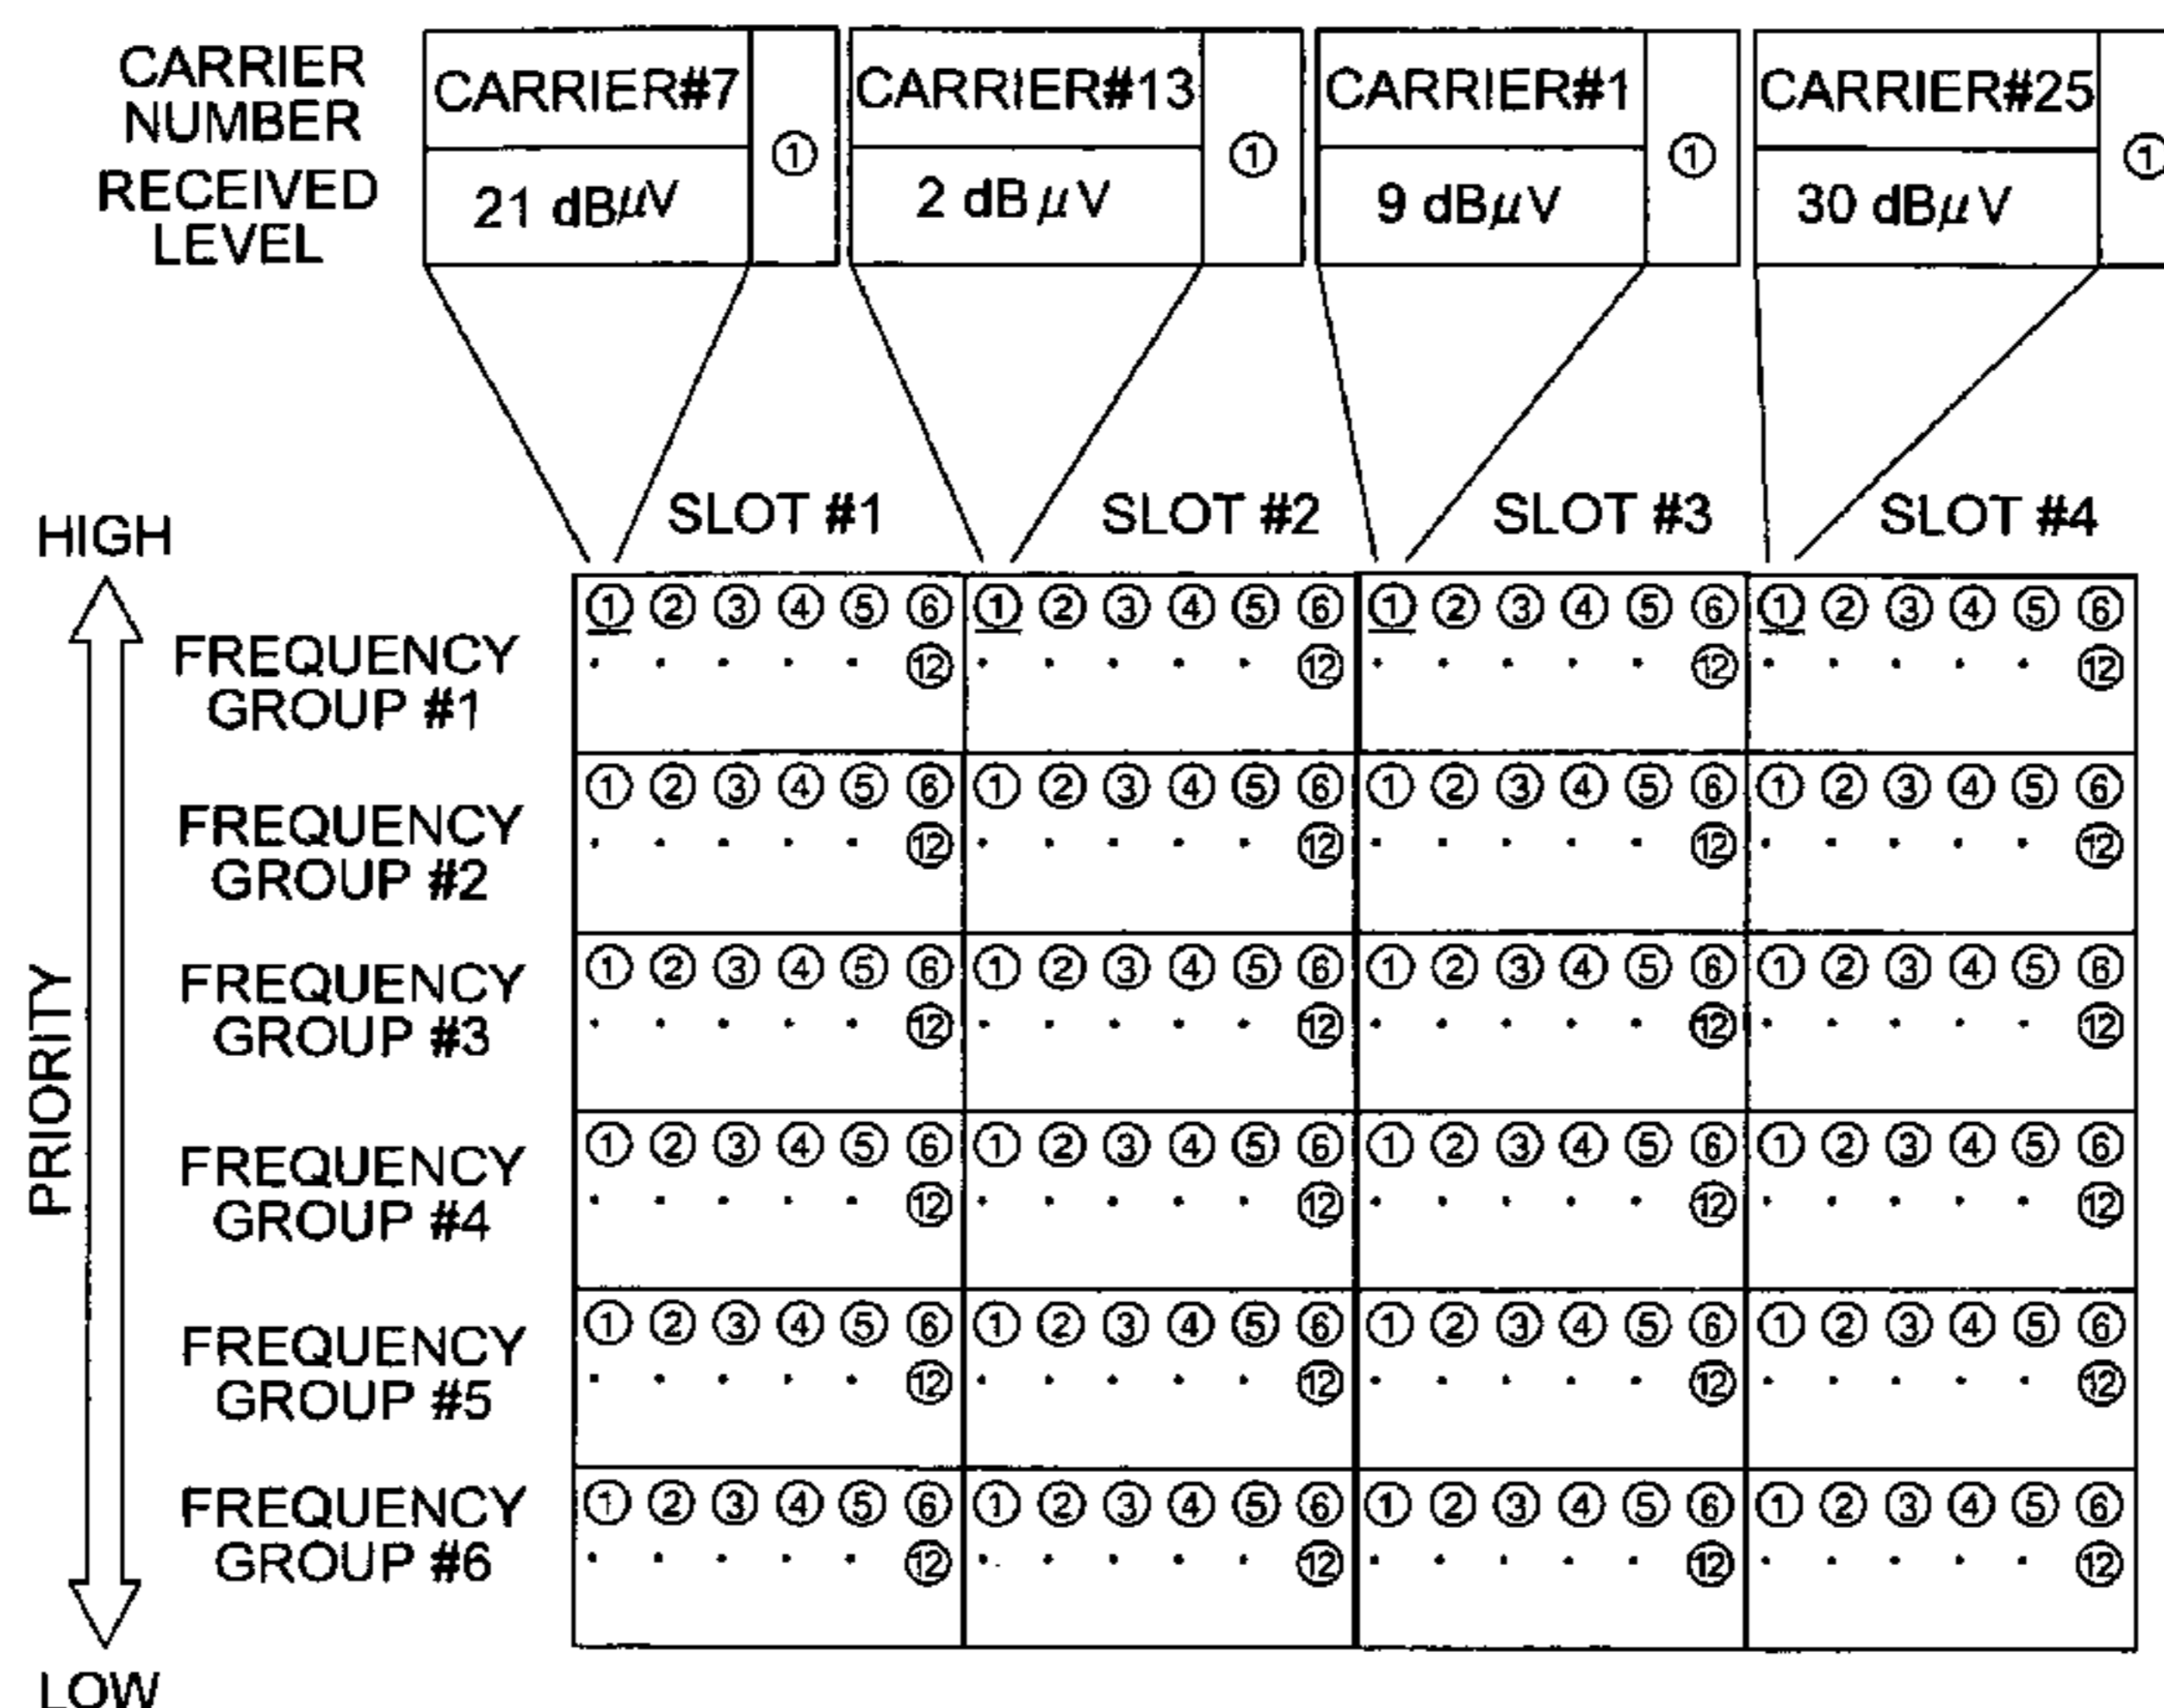 CARRIER NUMBER
RECEIVED LEVEL
CARRIER#7
21 dBμV
①
CARRIER#13
2 dBμV
①
CARRIER#1
9 dBμV
①
CARRIER#25
30 dBμV
①
SLOT #1 SLOT #2 SLOT #3 SLOT #4
HIGH
PRIORITY
LOW
FREQUENCY GROUP #1
① ② ③ ④ ⑤ ⑥ ① ② ③ ④ ⑤ ⑥ ① ② ③ ④ ⑤ ⑥ ① ② ③ ④ ⑤ ⑥
· · · · · ⑫ · · · · · ⑫ · · · · · ⑫ · · · · · ⑫
FREQUENCY GROUP #2
① ② ③ ④ ⑤ ⑥ ① ② ③ ④ ⑤ ⑥ ① ② ③ ④ ⑤ ⑥ ① ② ③ ④ ⑤ ⑥
· · · · · ⑫ · · · · · ⑫ · · · · · ⑫ · · · · · ⑫
FREQUENCY GROUP #3
① ② ③ ④ ⑤ ⑥ ① ② ③ ④ ⑤ ⑥ ① ② ③ ④ ⑤ ⑥ ① ② ③ ④ ⑤ ⑥
· · · · · ⑫ · · · · · ⑫ · · · · · ⑫ · · · · · ⑫
FREQUENCY GROUP #4
① ② ③ ④ ⑤ ⑥ ① ② ③ ④ ⑤ ⑥ ① ② ③ ④ ⑤ ⑥ ① ② ③ ④ ⑤ ⑥
· · · · · ⑫ · · · · · ⑫ · · · · · ⑫ · · · · · ⑫
FREQUENCY GROUP #5
① ② ③ ④ ⑤ ⑥ ① ② ③ ④ ⑤ ⑥ ① ② ③ ④ ⑤ ⑥ ① ② ③ ④ ⑤ ⑥
· · · · · ⑫ · · · · · ⑫ · · · · · ⑫ · · · · · ⑫
FREQUENCY GROUP #6
① ② ③ ④ ⑤ ⑥ ① ② ③ ④ ⑤ ⑥ ① ② ③ ④ ⑤ ⑥ ① ② ③ ④ ⑤ ⑥
· · · · · ⑫ · · · · · ⑫ · · · · · ⑫ · · · · · ⑫